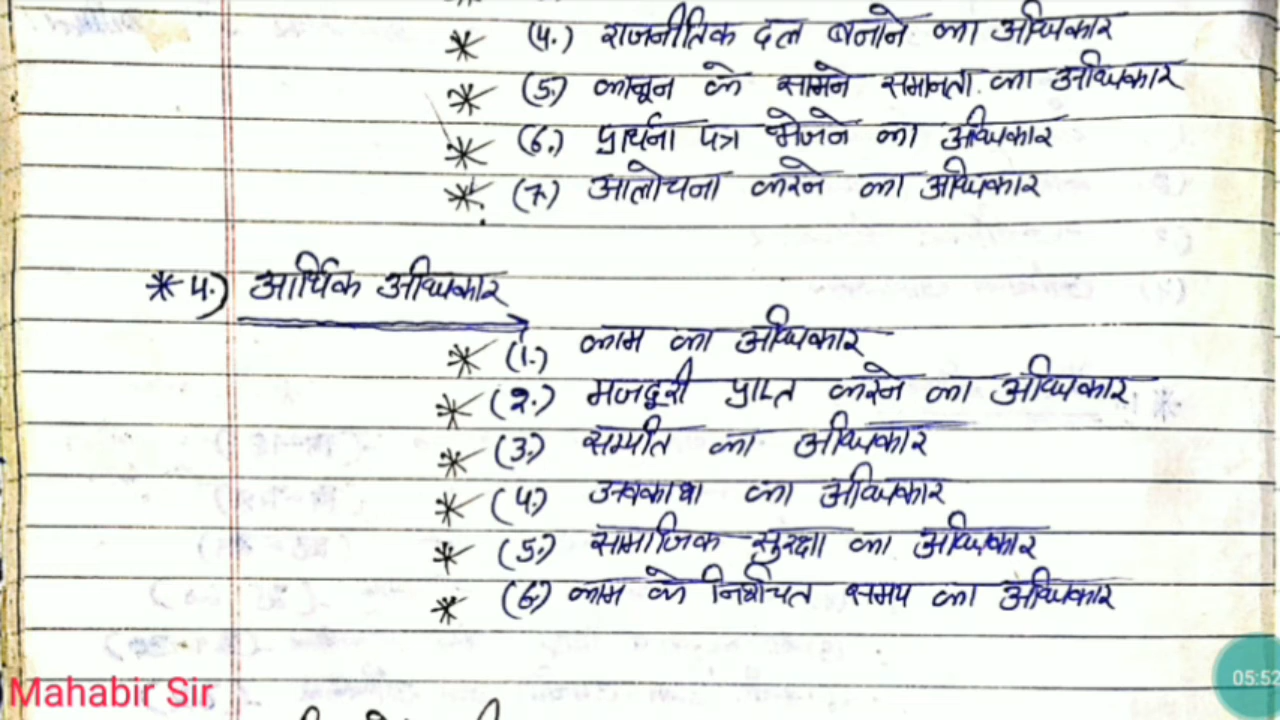 * (4.) राजनीतिक दल बनाने का अधिकार
* (5.) कानून के सामने समानता का अधिकार
* (6.) प्रार्थना पत्र भेजने का अधिकार
* (7.) आलोचना करने का अधिकार
* 4.) आर्थिक अधिकार
* (1.) काम का अधिकार
* (2.) मजदूरी प्राप्त करने का अधिकार
* (3.) सम्पति का अधिकार
* (4.) अवकाश का अधिकार
* (5.) सामाजिक सुरक्षा का अधिकार
* (6.) काम के निश्चित समय का अधिकार
Mahabir Sir
05:52